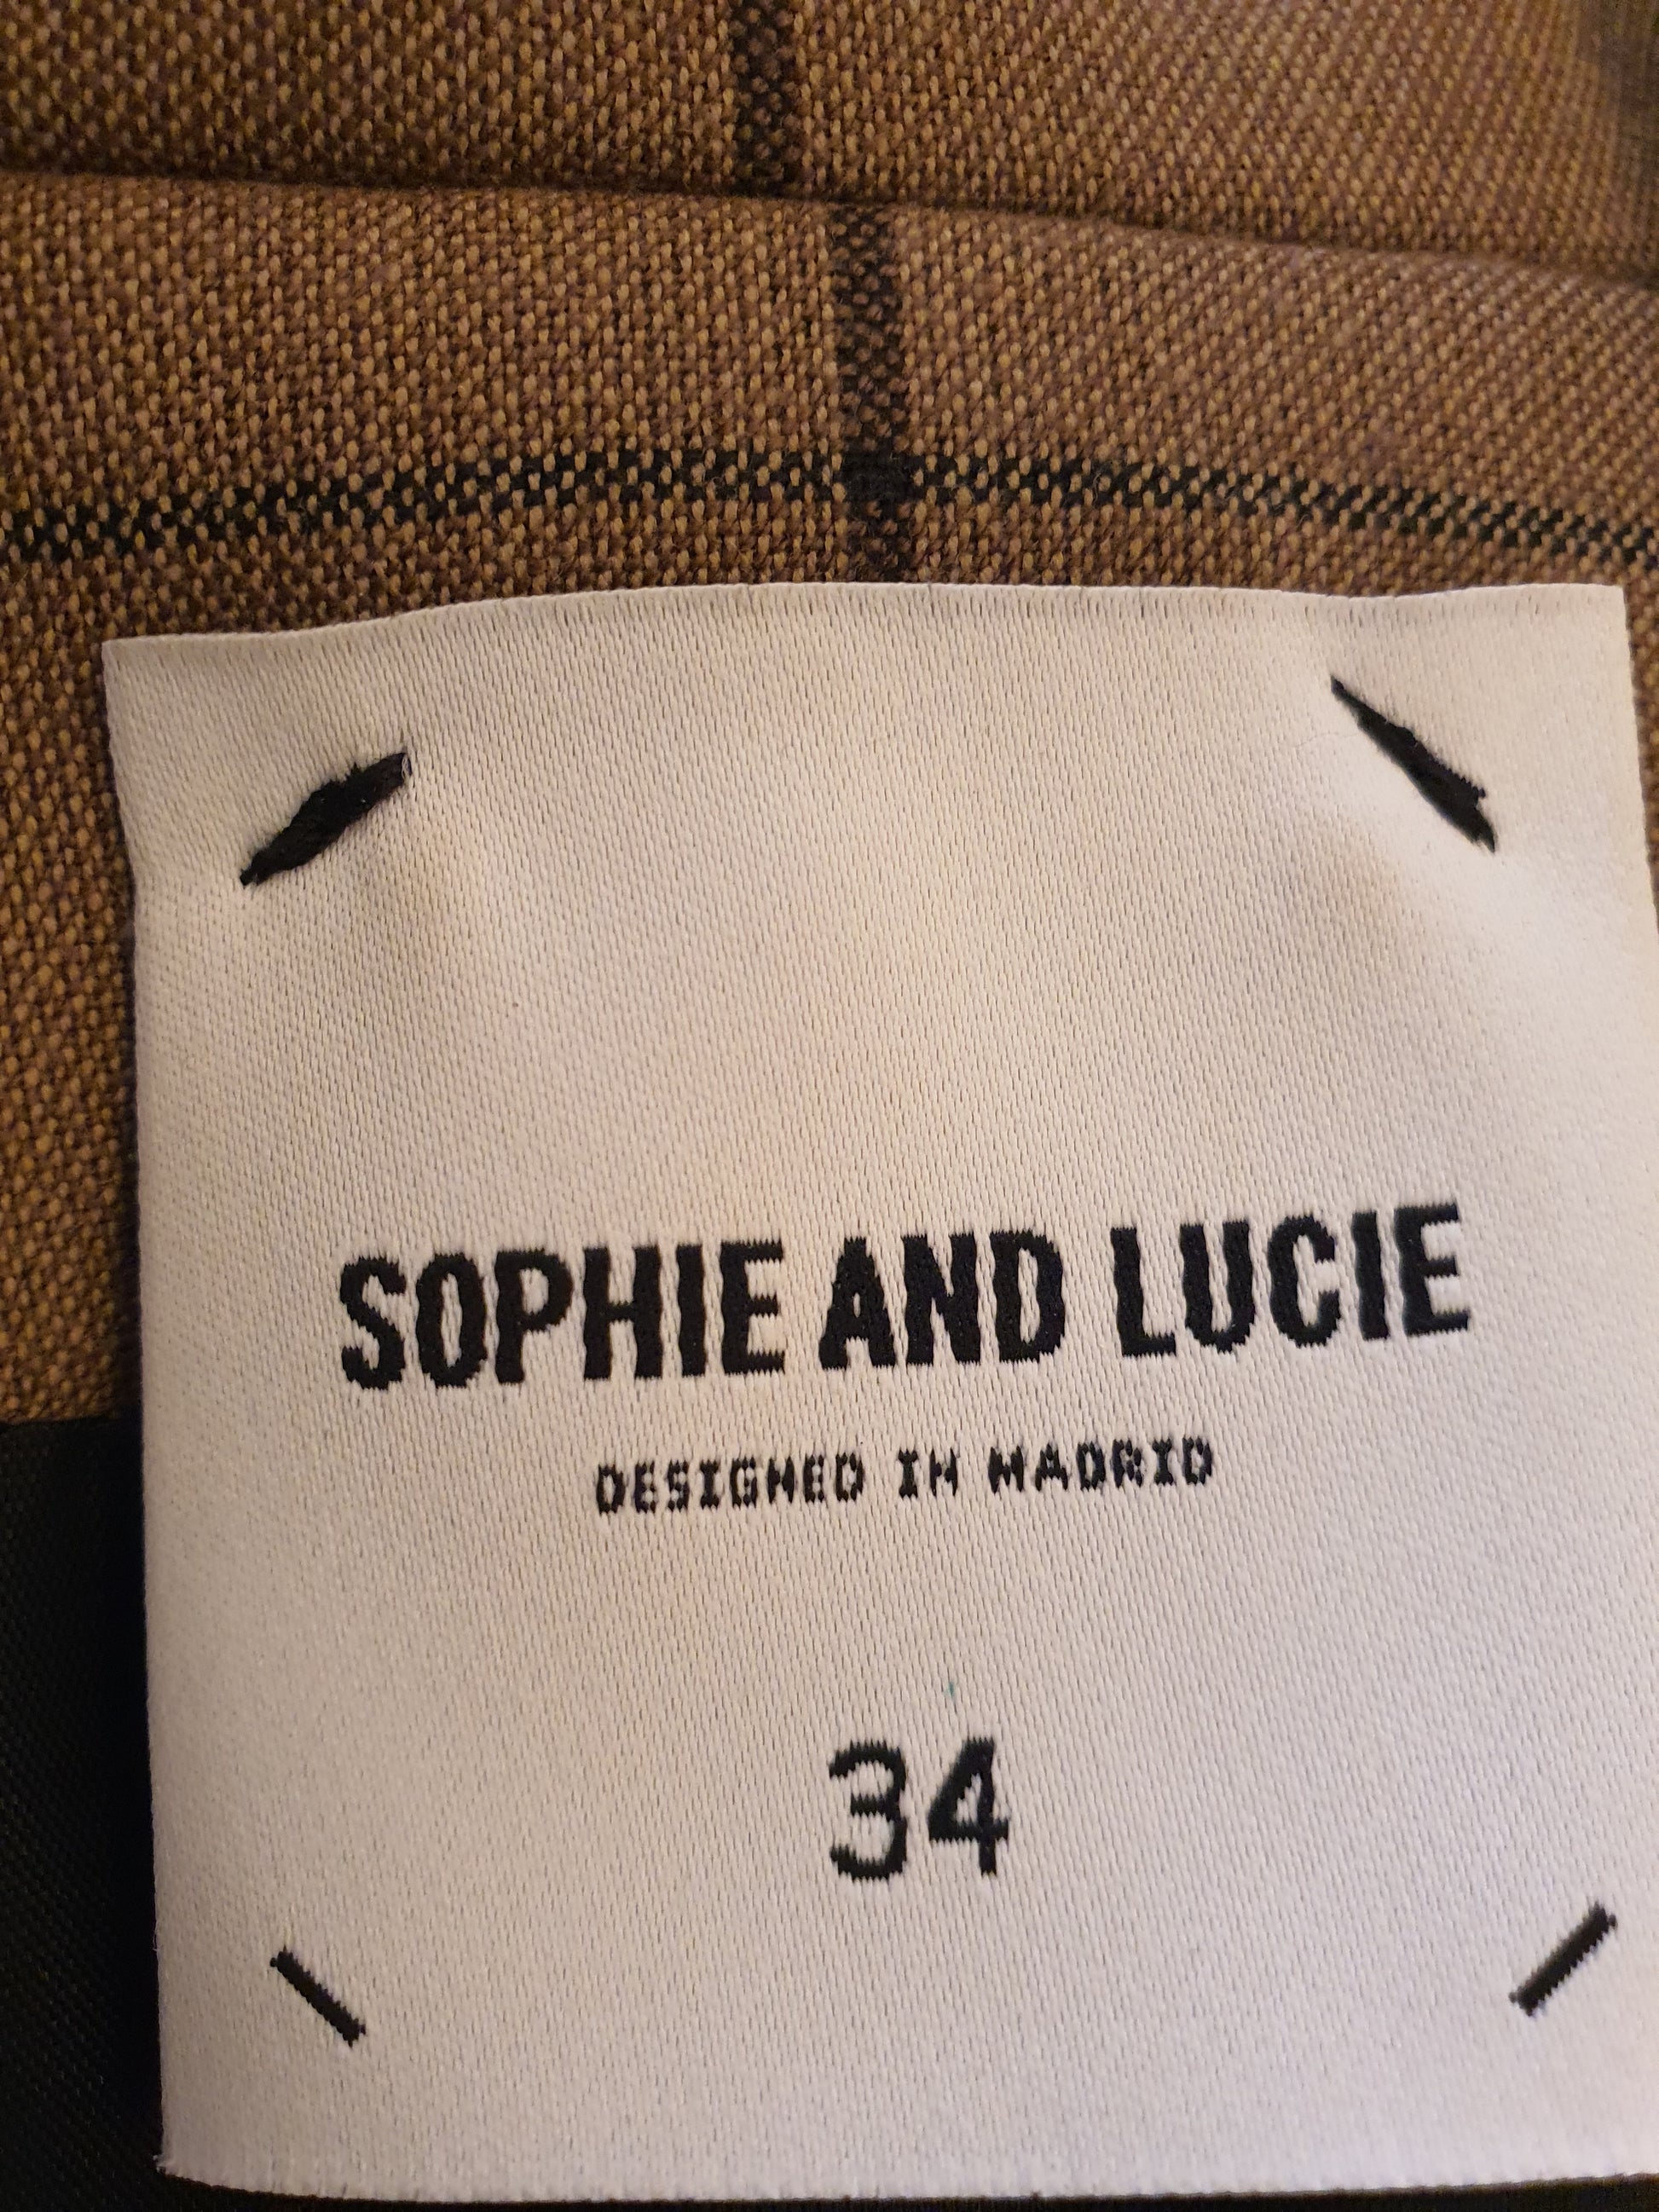 SOPHIE AND LUCIE
DESIGNED IN MADRID
34